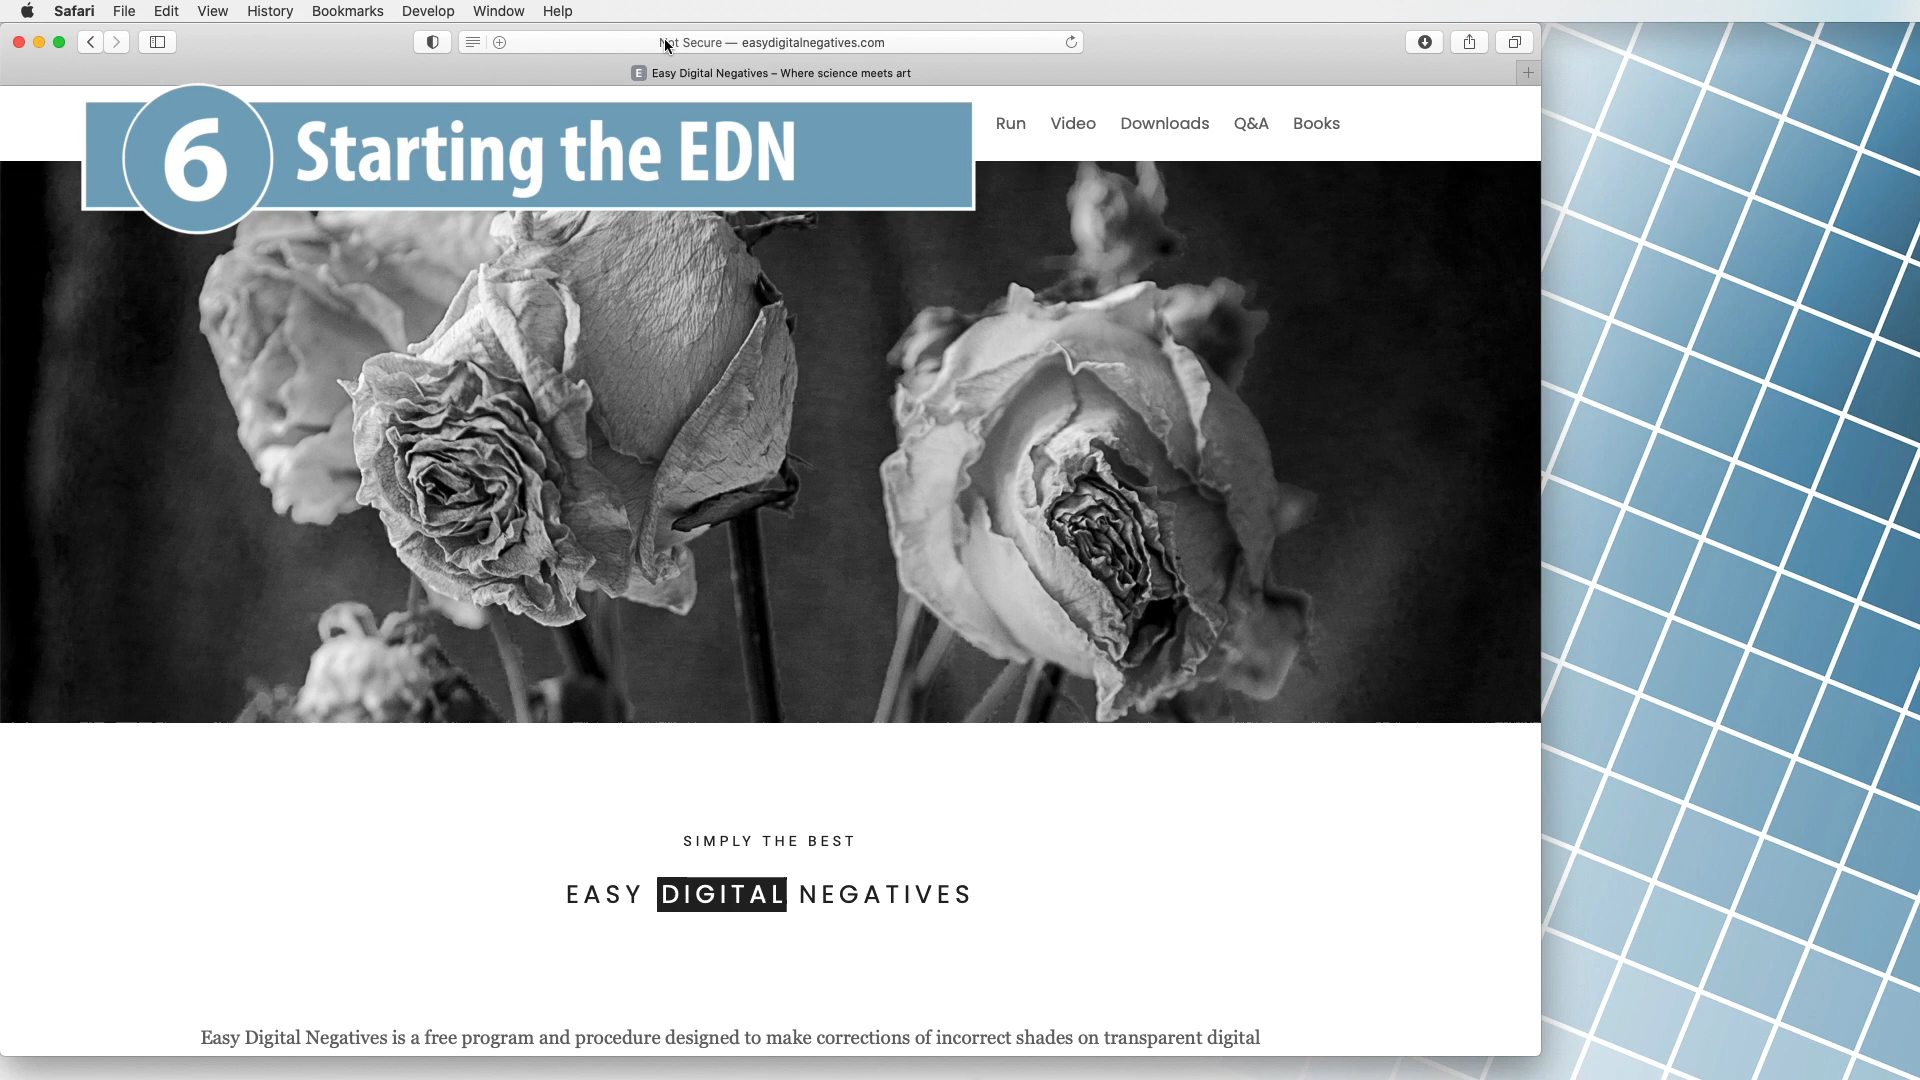 Safari File Edit View History Bookmarks Develop Window Help
Not Secure — easydigitalnegatives.com
E Easy Digital Negatives – Where science meets art
6 Starting the EDN
Run Video Downloads Q&A Books
SIMPLY THE BEST
EASY DIGITAL NEGATIVES
Easy Digital Negatives is a free program and procedure designed to make corrections of incorrect shades on transparent digital